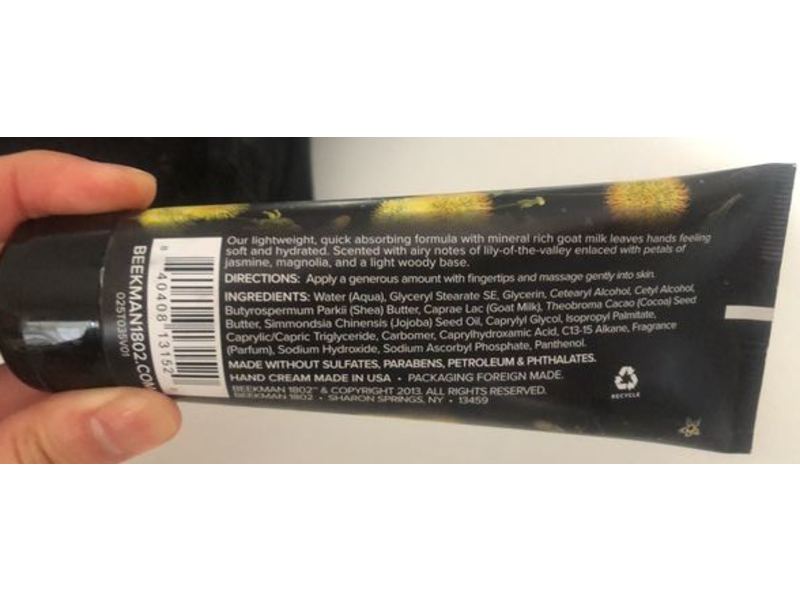 Our lightweight, quick absorbing formula with mineral rich goat milk leaves hands feeling
soft and hydrated. Scented with airy notes of lily-of-the-valley enlaced with petals of
jasmine, magnolia, and a light woody base.
DIRECTIONS: Apply a generous amount with fingertips and massage gently into skin.
INGREDIENTS: Water (Aqua), Glyceryl Stearate SE, Glycerin, Cetearyl Alcohol, Cetyl Alcohol,
Butyrospermum Parkii (Shea) Butter, Caprae Lac (Goat Milk), Theobroma Cacao (Cocoa) Seed
Butter, Simmondsia Chinensis (Jojoba) Seed Oil, Caprylyl Glycol, Isopropyl Palmitate,
Caprylic/Capric Triglyceride, Carbomer, Caprylhydroxamic Acid, C13-15 Alkane, Fragrance
(Parfum), Sodium Hydroxide, Sodium Ascorbyl Phosphate, Panthenol.
MADE WITHOUT SULFATES, PARABENS, PETROLEUM & PHTHALATES.
HAND CREAM MADE IN USA • PACKAGING FOREIGN MADE.
BEEKMAN 1802™ & COPYRIGHT 2013. ALL RIGHTS RESERVED.
BEEKMAN 1802 • SHARON SPRINGS, NY • 13459
RECYCLE
8 40408 13152
BEEKMAN1802.COM
025T035V01